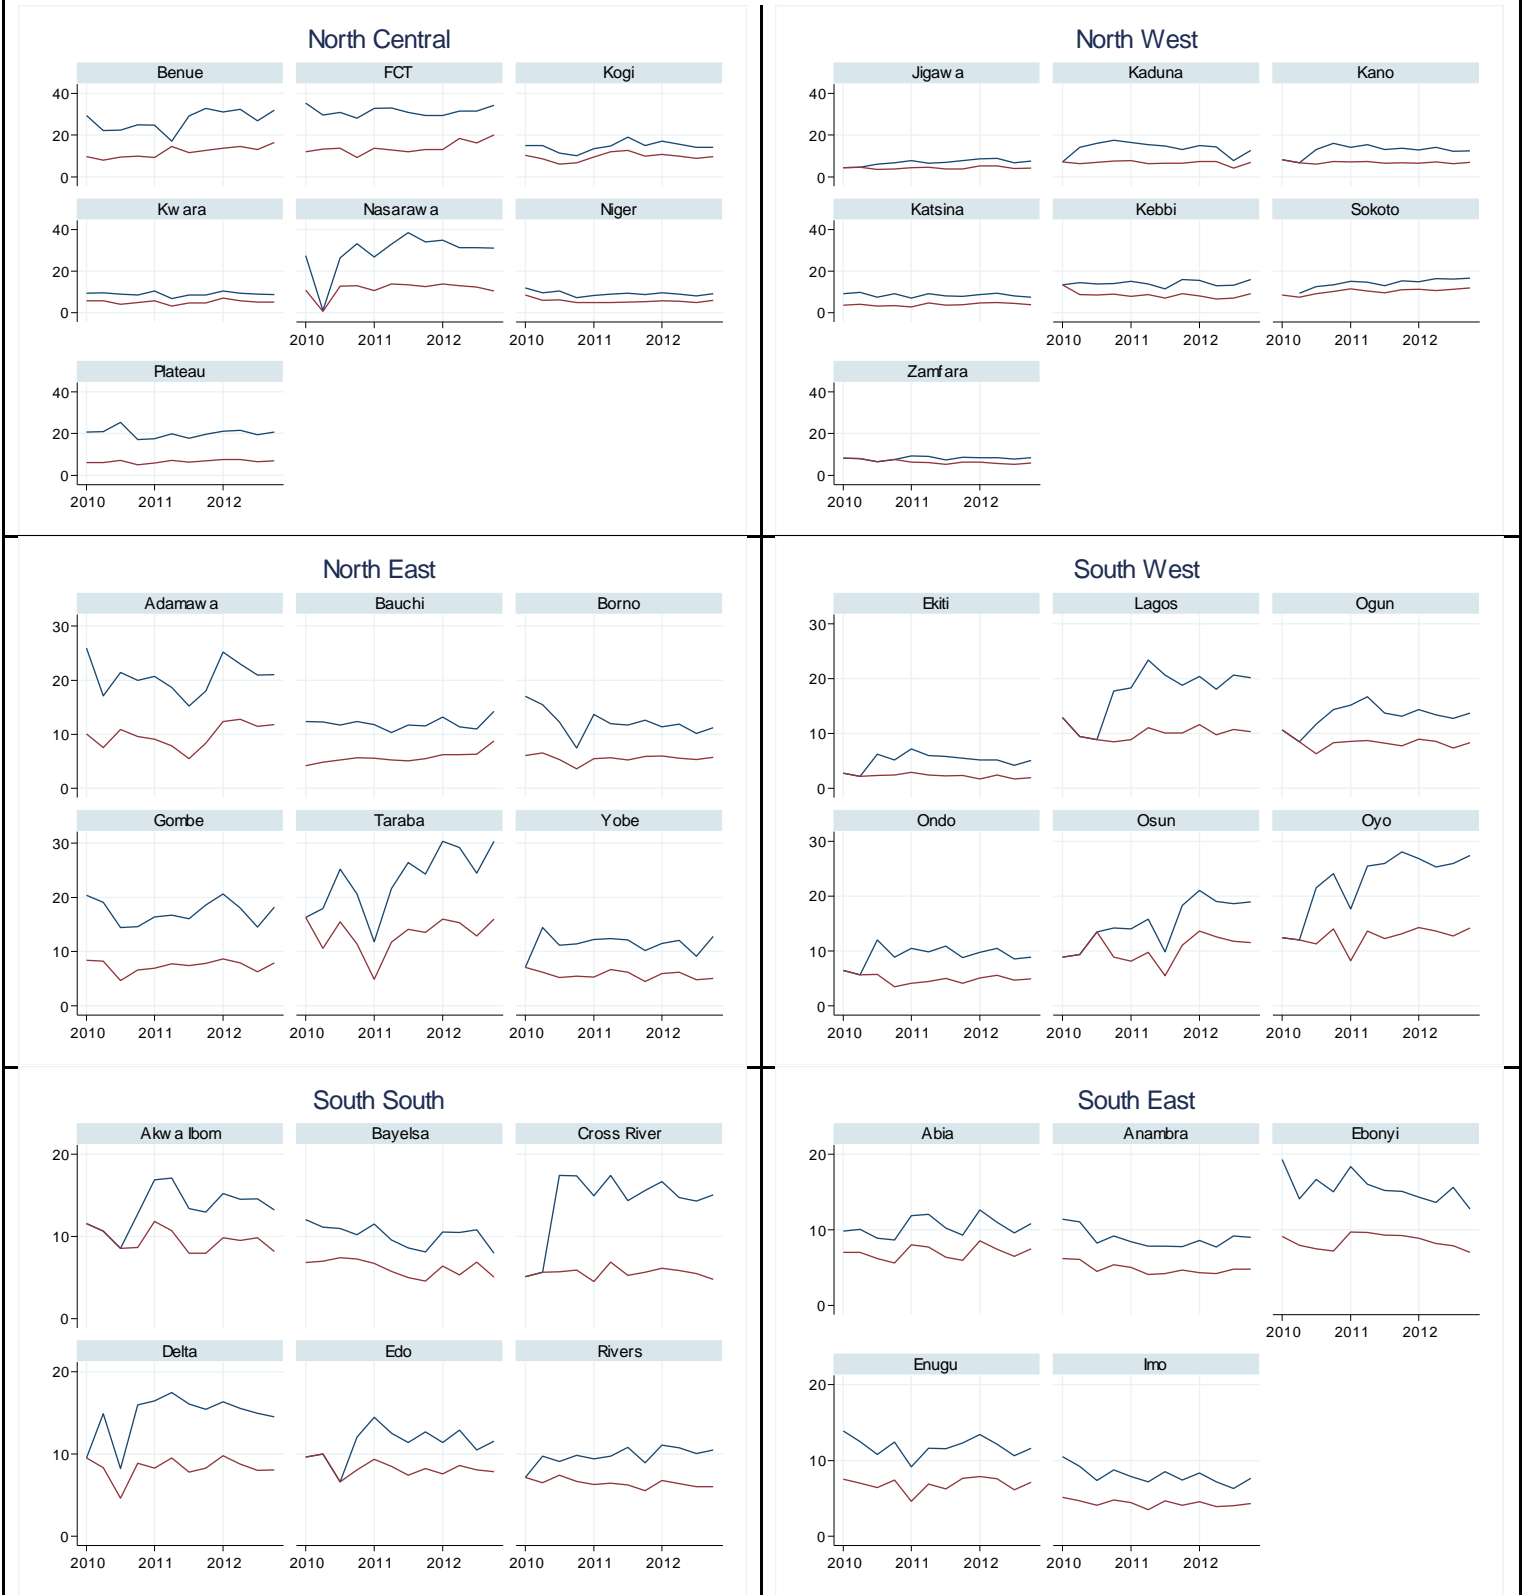 North Central
Benue FCT Kogi
40
20
0
Kwara Nasarawa Niger
40
20
0
2010 2011 2012 2010 2011 2012
Plateau
40
20
0
2010 2011 2012
North West
Jigawa Kaduna Kano
40
20
0
Katsina Kebbi Sokoto
40
20
0
2010 2011 2012 2010 2011 2012
Zamfara
40
20
0
2010 2011 2012
North East
Adamawa Bauchi Borno
30
20
10
0
Gombe Taraba Yobe
30
20
10
0
2010 2011 2012 2010 2011 2012 2010 2011 2012
South West
Ekiti Lagos Ogun
30
20
10
0
Ondo Osun Oyo
30
20
10
0
2010 2011 2012 2010 2011 2012 2010 2011 2012
South South
Akwa Ibom Bayelsa Cross River
20
10
0
Delta Edo Rivers
20
10
0
2010 2011 2012 2010 2011 2012 2010 2011 2012
South East
Abia Anambra Ebonyi
20
10
0
2010 2011 2012
Enugu Imo
20
10
0
2010 2011 2012 2010 2011 2012